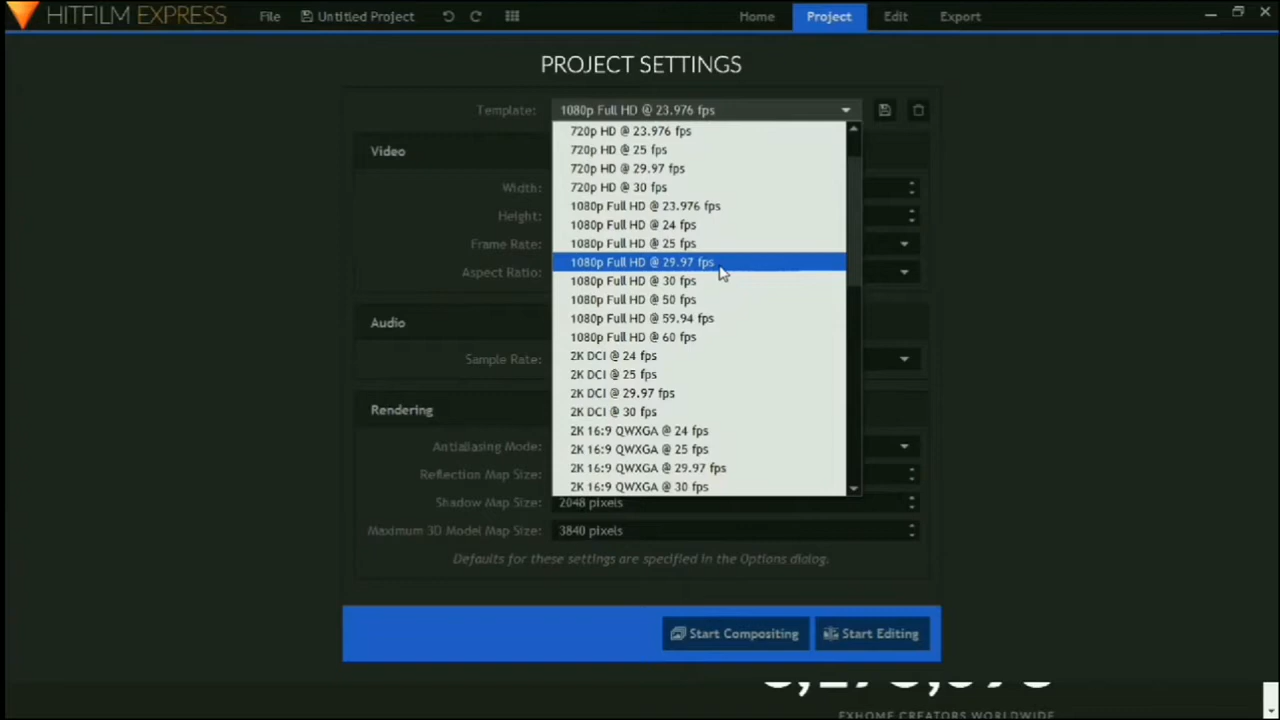 HITFILM EXPRESS File Untitled Project Home Project Edit Export
PROJECT SETTINGS
Template: 1080p Full HD @ 23.976 fps
720p HD @ 23.976 fps
Video
720p HD @ 25 fps
720p HD @ 29.97 fps
Width: 720p HD @ 30 fps
1080p Full HD @ 23.976 fps
Height:
1080p Full HD @ 24 fps
Frame Rate: 1080p Full HD @ 25 fps
1080p Full HD @ 29.97 fps
Aspect Ratio:
1080p Full HD @ 30 fps
1080p Full HD @ 50 fps
Audio
1080p Full HD @ 59.94 fps
1080p Full HD @ 60 fps
Sample Rate: 2K DCI @ 24 fps
2K DCI @ 25 fps
2K DCI @ 29.97 fps
Rendering 2K DCI @ 30 fps
2K 16:9 QWXGA @ 24 fps
Antialiasing Mode: 2K 16:9 QWXGA @ 25 fps
2K 16:9 QWXGA @ 29.97 fps
Reflection Map Size:
2K 16:9 QWXGA @ 30 fps
Shadow Map Size: 2048 pixels
Maximum 3D Model Map Size: 3840 pixels
Defaults for these settings are specified in the Options dialog.
Start Compositing Start Editing
FXHOME CREATORS WORLDWIDE